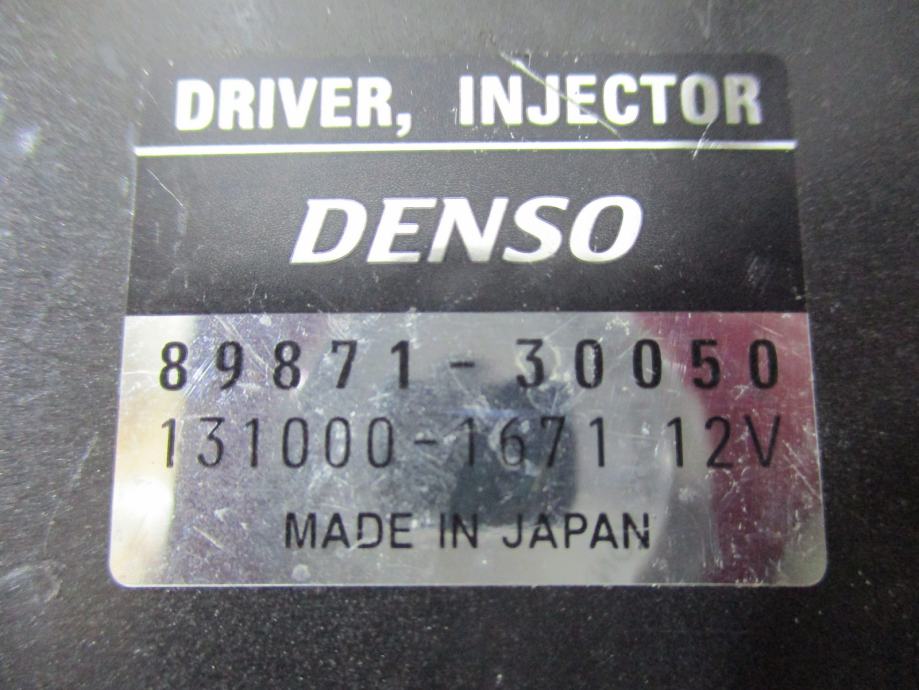 DRIVER, INJECTOR
DENSO
89871-30050
131000-1671 12V
MADE IN JAPAN